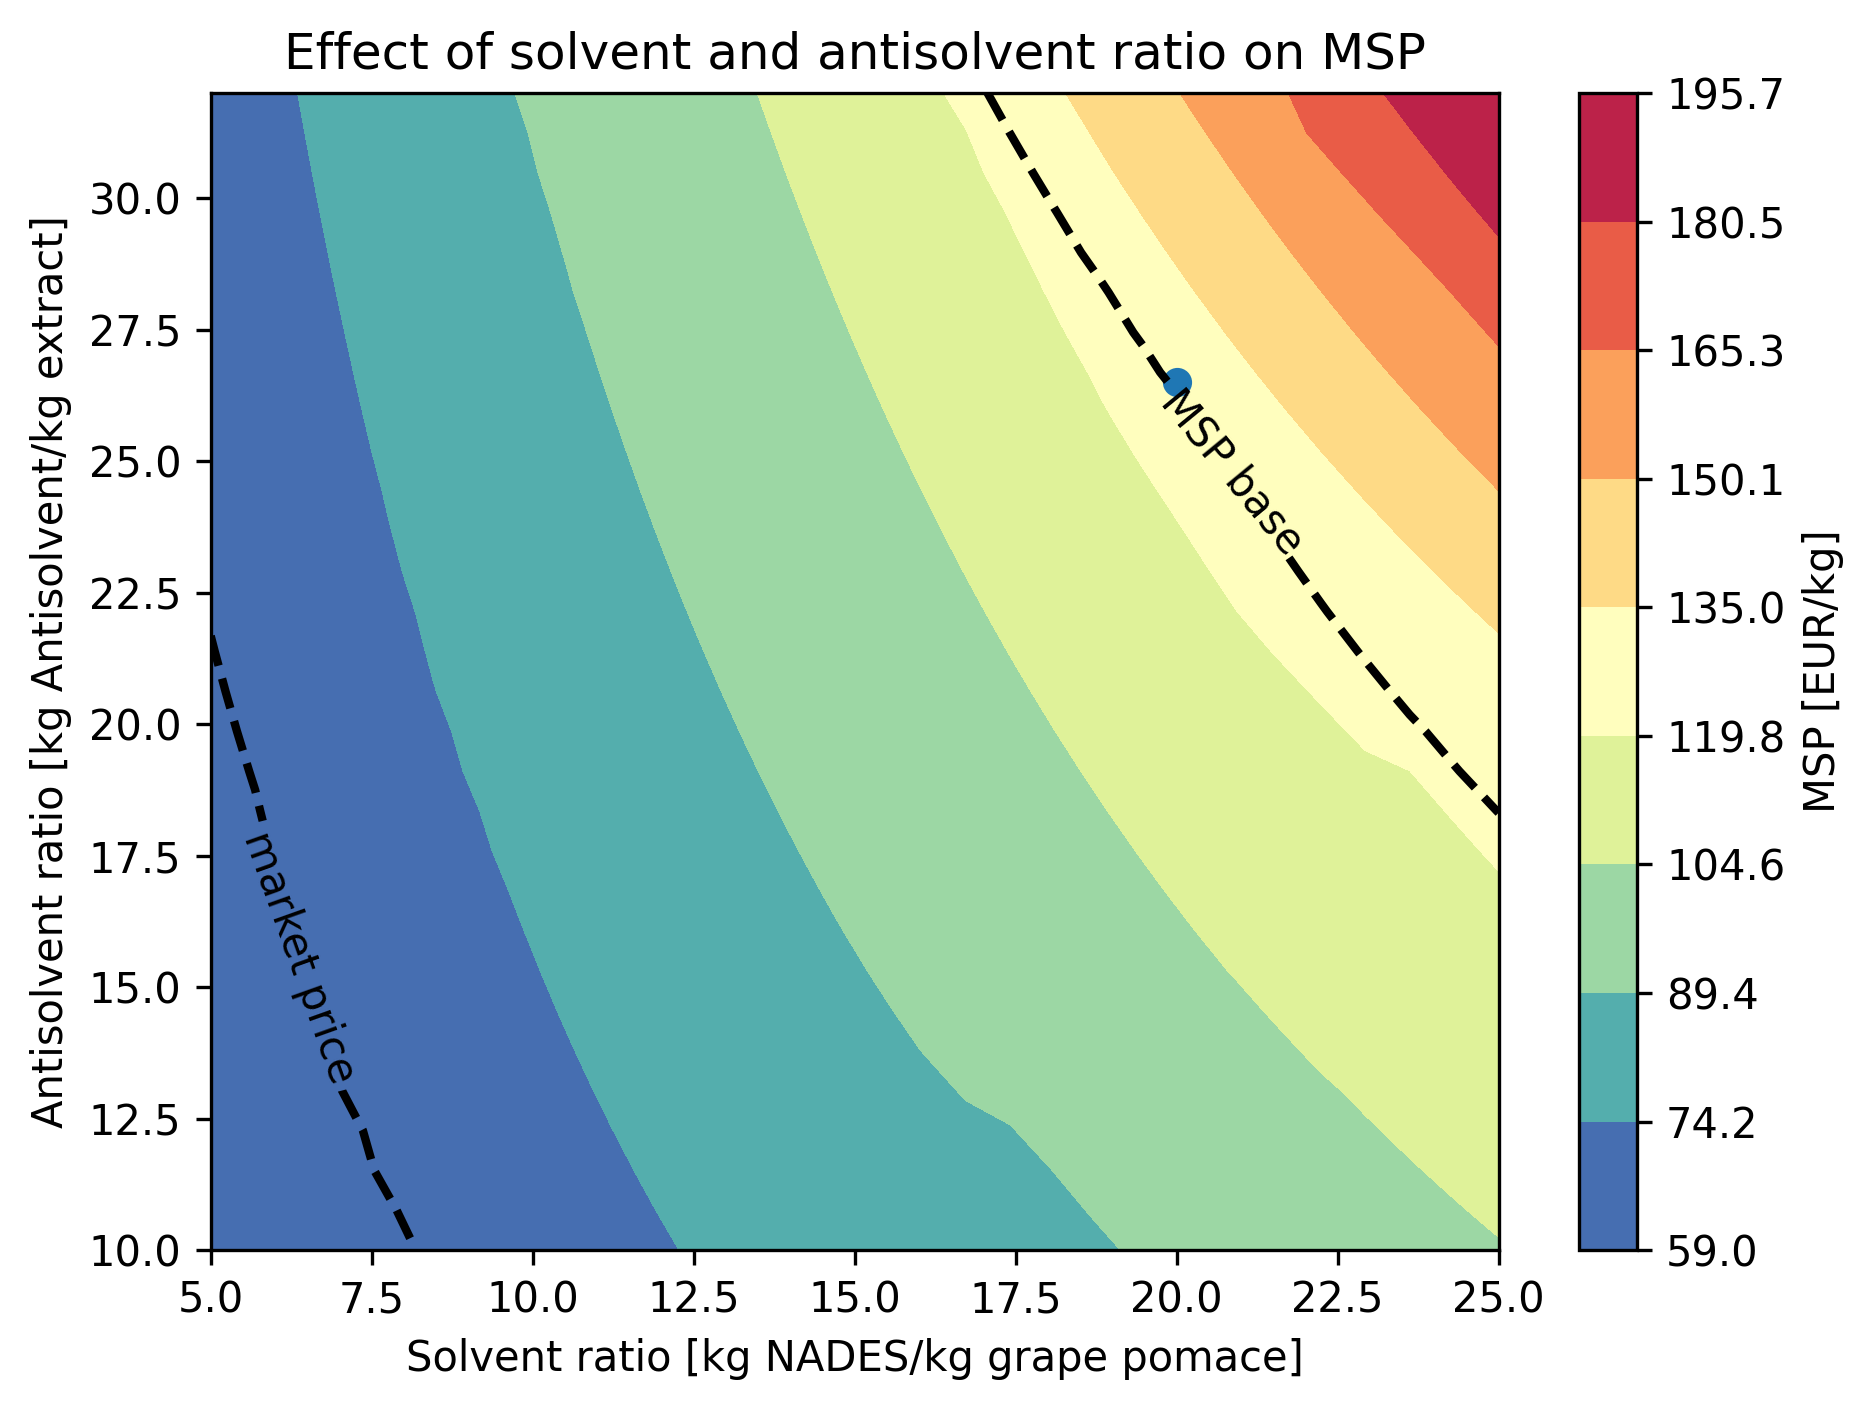 Effect of solvent and antisolvent ratio on MSP
Antisolvent ratio [kg Antisolvent/kg extract]
30.0
27.5
25.0
22.5
20.0
17.5
15.0
12.5
10.0
MSP base
market price
5.0 7.5 10.0 12.5 15.0 17.5 20.0 22.5 25.0
Solvent ratio [kg NADES/kg grape pomace]
195.7
180.5
165.3
150.1
135.0
119.8
104.6
89.4
74.2
59.0
MSP [EUR/kg]